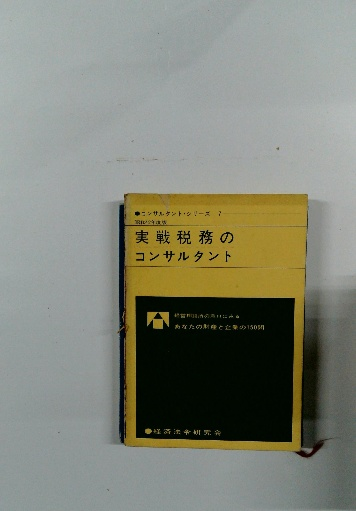 ●コンサルタント・シリーズ 7
実戦税務の
コンサルタント
あなたの財産と企業の150問
●経済法令研究会